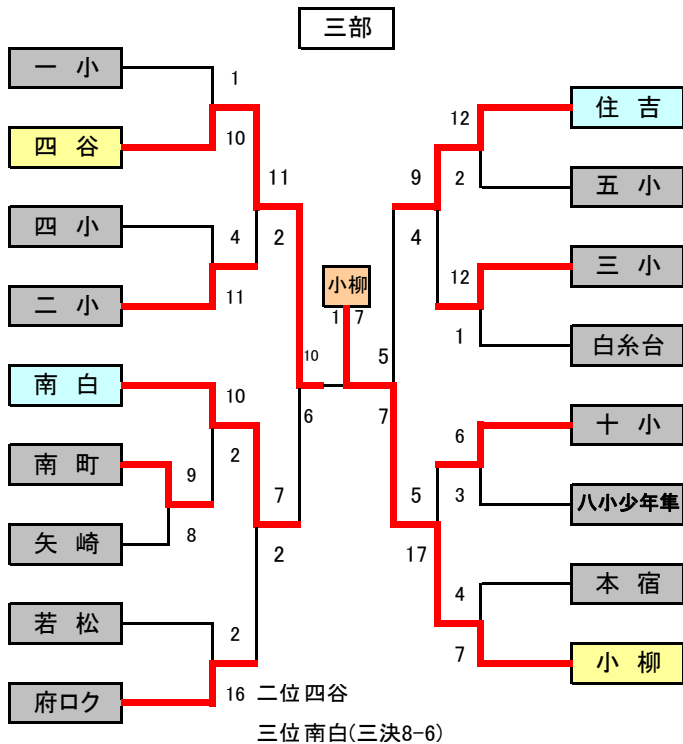 三部
一 小
1
四 谷
10
11
四 小
4
2
二 小
11
南 白
10
南 町
9
2
矢 崎
8
7
2
若 松
2
府ロク
16
10
6
小柳
1 7
5
7
住 吉
12
五 小
2
9
4
三 小
12
白糸台
1
十 小
6
八小少年隼
3
5
17
本 宿
4
小 柳
7
二位 四谷
三位 南白(三決8-6)